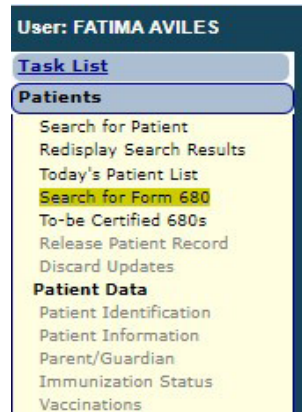 User: FATIMA AVILES
Task List
Patients
Search for Patient
Redisplay Search Results
Today's Patient List
Search for Form 680
To-be Certified 680s
Release Patient Record
Discard Updates
Patient Data
Patient Identification
Patient Information
Parent/Guardian
Immunization Status
Vaccinations